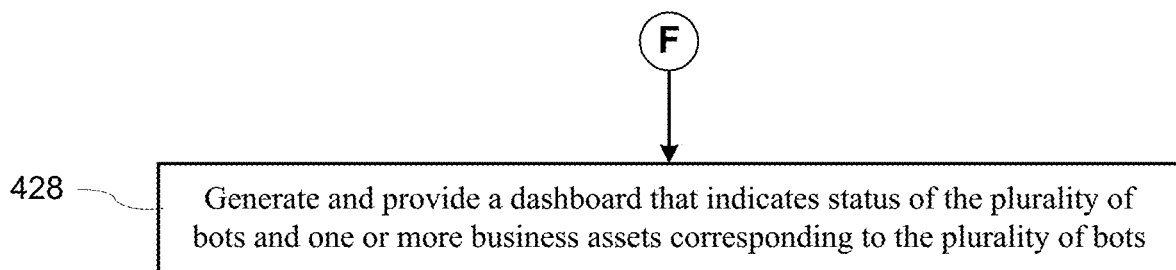 F
428
Generate and provide a dashboard that indicates status of the plurality of
bots and one or more business assets corresponding to the plurality of bots